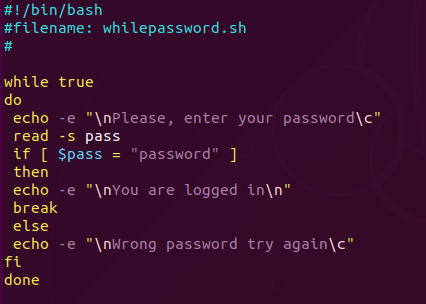 #!/bin/bash
#filename: whilepassword.sh
#

while true
do
 echo -e "\nPlease, enter your password\c"
 read -s pass
 if [ $pass = "password" ]
 then
 echo -e "\nYou are logged in\n"
 break
 else
 echo -e "\nWrong password try again\c"
fi
done